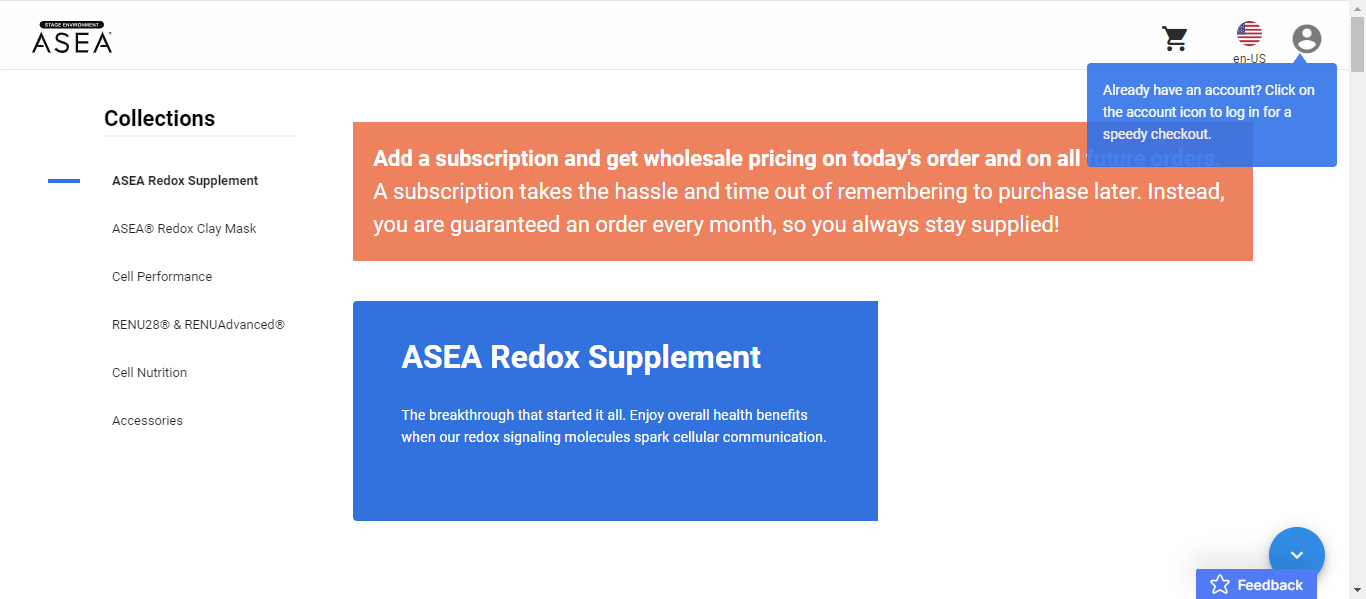 STAGE ENVIRONMENT
ASEA
en-US
Already have an account? Click on
the account icon to log in for a
speedy checkout.
Collections
ASEA Redox Supplement
ASEA® Redox Clay Mask
Cell Performance
RENU28® & RENUAdvanced®
Cell Nutrition
Accessories
Add a subscription and get wholesale pricing on today's order and on all future orders.
A subscription takes the hassle and time out of remembering to purchase later. Instead,
you are guaranteed an order every month, so you always stay supplied!
ASEA Redox Supplement
The breakthrough that started it all. Enjoy overall health benefits
when our redox signaling molecules spark cellular communication.
Feedback